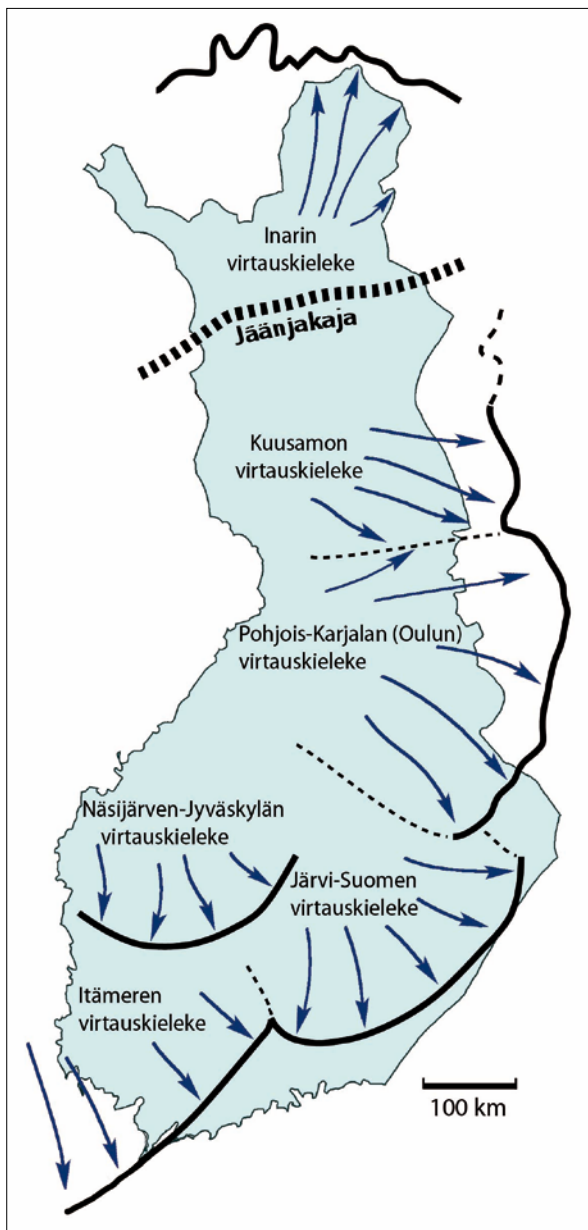 Inarin
virtauskieleke
Jäänjakaja
Kuusamon
virtauskieleke
Pohjois-Karjalan (Oulun)
virtauskieleke
Näsijärven-Jyväskylän
virtauskieleke
Järvi-Suomen
virtauskieleke
Itämeren
virtauskieleke
100 km